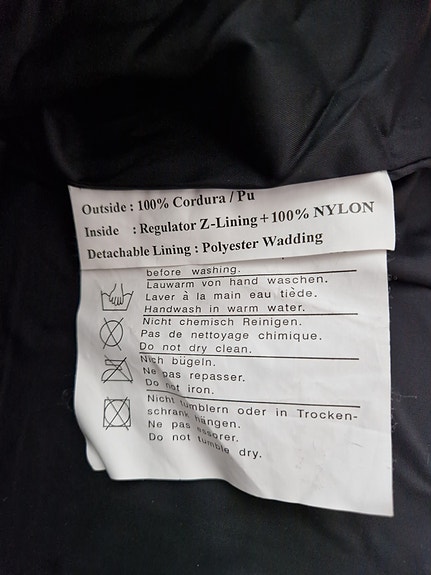 Outside : 100% Cordura / Pu
Inside : Regulator Z-Lining + 100% NYLON
Detachable Lining : Polyester Wadding
before washing.
Lauwarm von hand waschen.
Laver à la main eau tiède.
Handwash in warm water.
Nicht chemisch Reinigen.
Pas de nettoyage chimique.
Do not dry clean.
Nich bügeln.
Ne pas repasser.
Do not iron.
Nicht tumblern oder in Trocken-
schrank hängen.
Ne pas essorer.
Do not tumble dry.